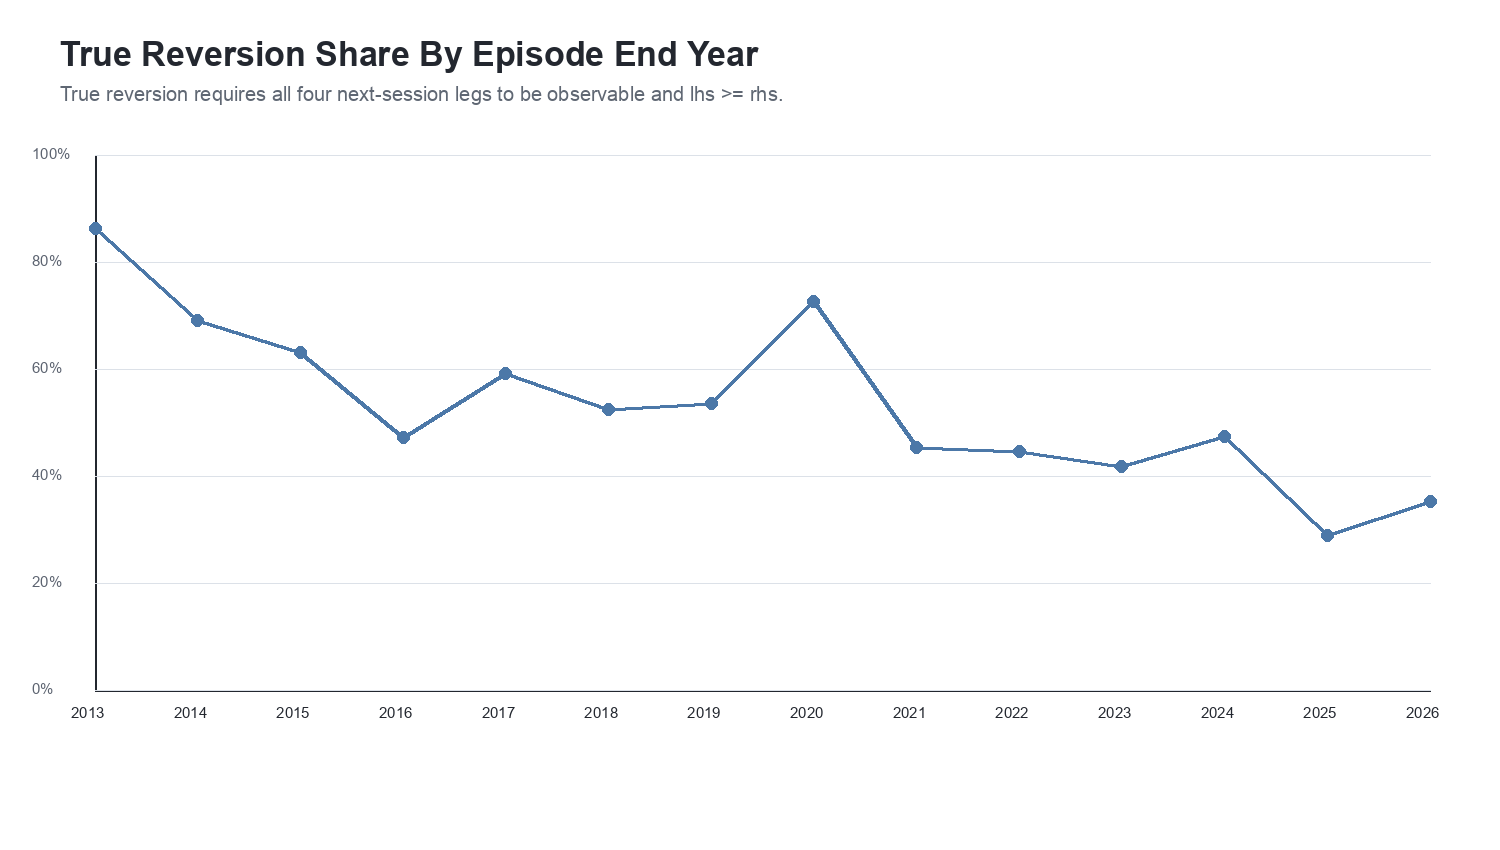 True Reversion Share By Episode End Year
True reversion requires all four next-session legs to be observable and lhs >= rhs.
100%
80%
60%
40%
20%
0%
2013 2014 2015 2016 2017 2018 2019 2020 2021 2022 2023 2024 2025 2026